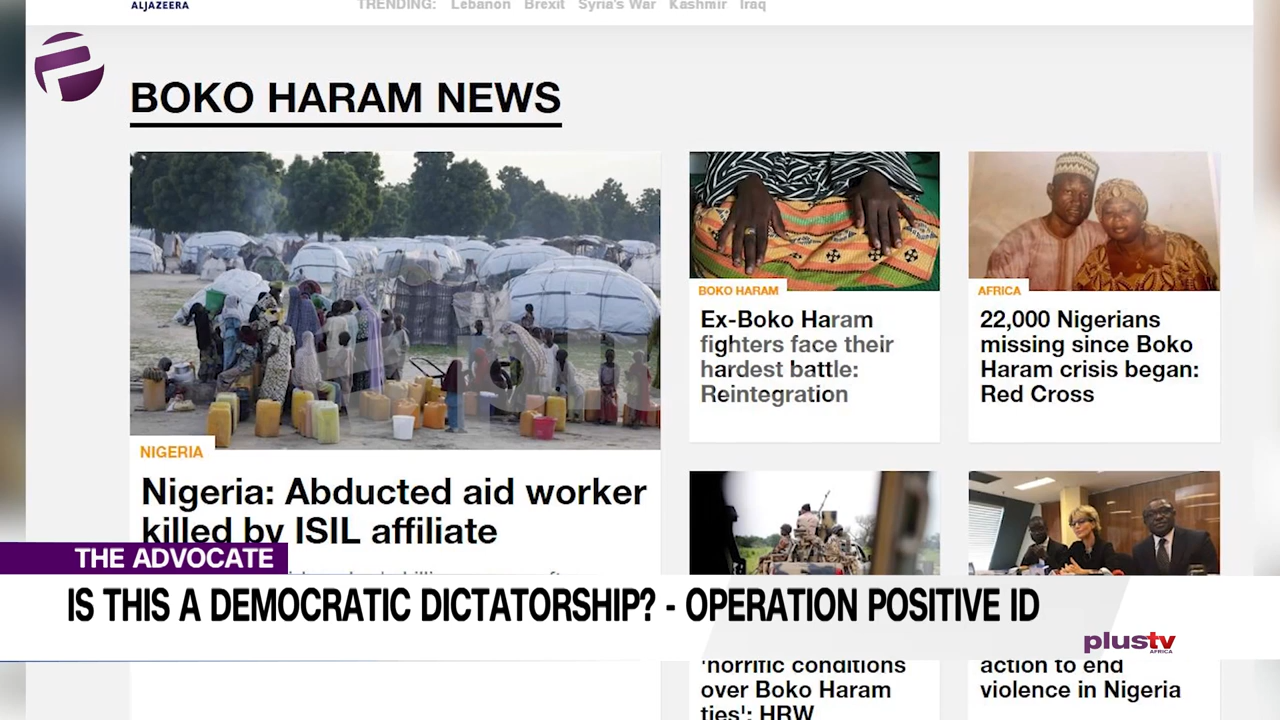 ALJAZEERA
TRENDING: Lebanon Brexit Syria's War Kashmir Iraq
BOKO HARAM NEWS
NIGERIA
Nigeria: Abducted aid worker
killed by ISIL affiliate
BOKO HARAM
Ex-Boko Haram
fighters face their
hardest battle:
Reintegration
AFRICA
22,000 Nigerians
missing since Boko
Haram crisis began:
Red Cross
'horrific conditions
over Boko Haram
ties': HRW
action to end
violence in Nigeria
THE ADVOCATE
IS THIS A DEMOCRATIC DICTATORSHIP? - OPERATION POSITIVE ID
plustv
AFRICA